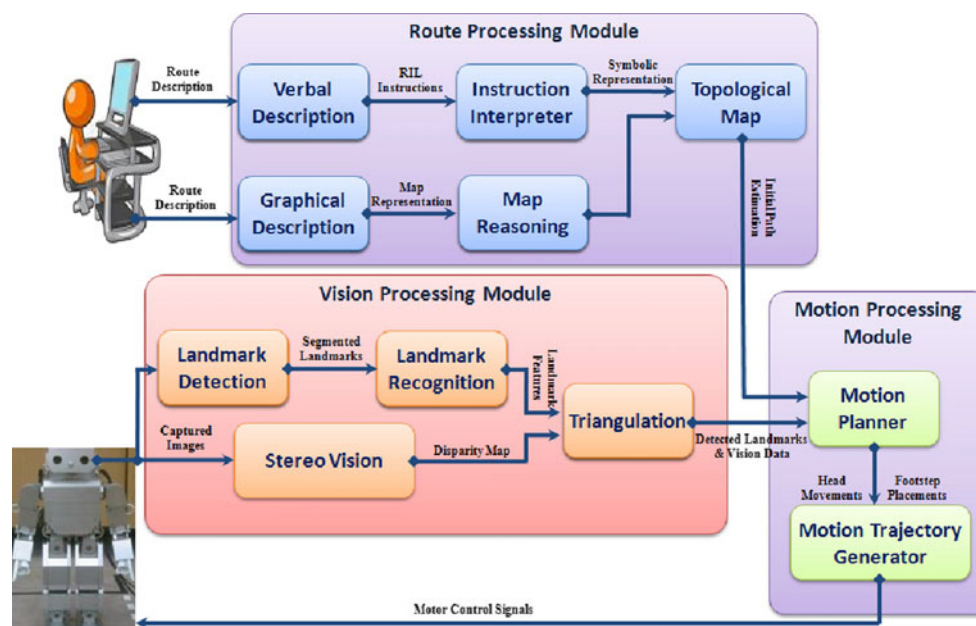 Route Processing Module
Route
Description
Verbal
Description
RIL
Instructions
Instruction
Interpreter
Symbolic
Representation
Topological
Map
Route
Description
Graphical
Description
Map
Representation
Map
Reasoning
Initial Path
Estimation
Vision Processing Module
Landmark
Detection
Segmented
Landmarks
Landmark
Recognition
Landmark
Features
Captured
Images
Stereo Vision
Disparity Map
Triangulation
Detected Landmarks
& Vision Data
Motion Processing
Module
Motion
Planner
Head
Movements
Footstep
Placements
Motion Trajectory
Generator
Motor Control Signals